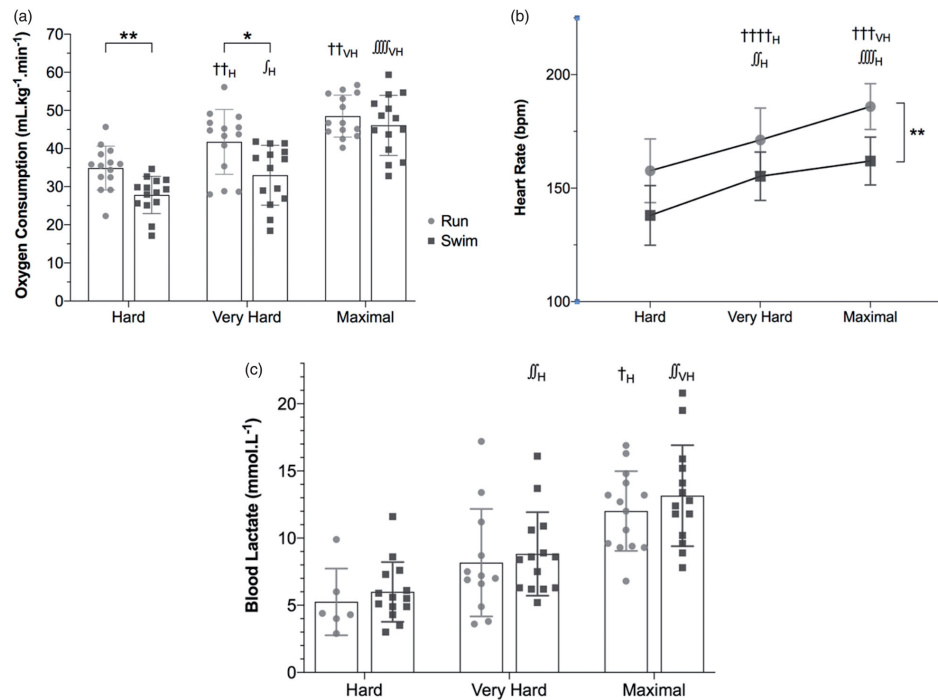 (a)
Oxygen Consumption (mL.kg⁻¹.min⁻¹)
70
60
50
40
30
20
10
0
**
*
††H
∫H
††VH
∫∫∫∫VH
Hard
Very Hard
Maximal
Run
Swim
(b)
Heart Rate (bpm)
200
150
100
††††H
∫∫H
†††VH
∫∫∫∫H
**
Hard
Very Hard
Maximal
(c)
Blood Lactate (mmol.L⁻¹)
20
15
10
5
0
∫∫H
†H
∫∫VH
Hard
Very Hard
Maximal